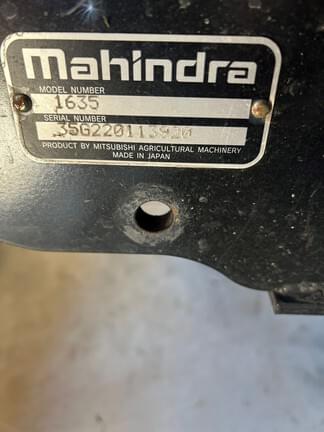 mahindra
MODEL NUMBER
1635
SERIAL NUMBER
PRODUCT BY MITSUBISHI AGRICULTURAL MACHINERY
MADE IN JAPAN